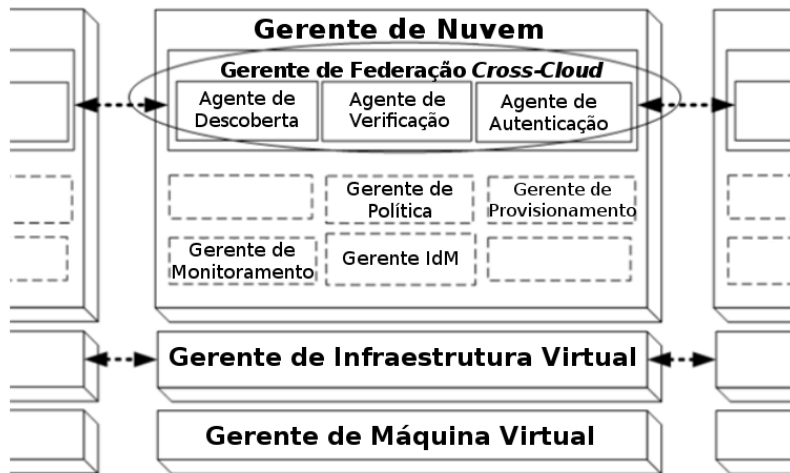 Gerente de Nuvem
Gerente de Federação Cross-Cloud
Agente de
Descoberta
Agente de
Verificação
Agente de
Autenticação
Gerente de
Política
Gerente de
Provisionamento
Gerente de
Monitoramento
Gerente IdM
Gerente de Infraestrutura Virtual
Gerente de Máquina Virtual